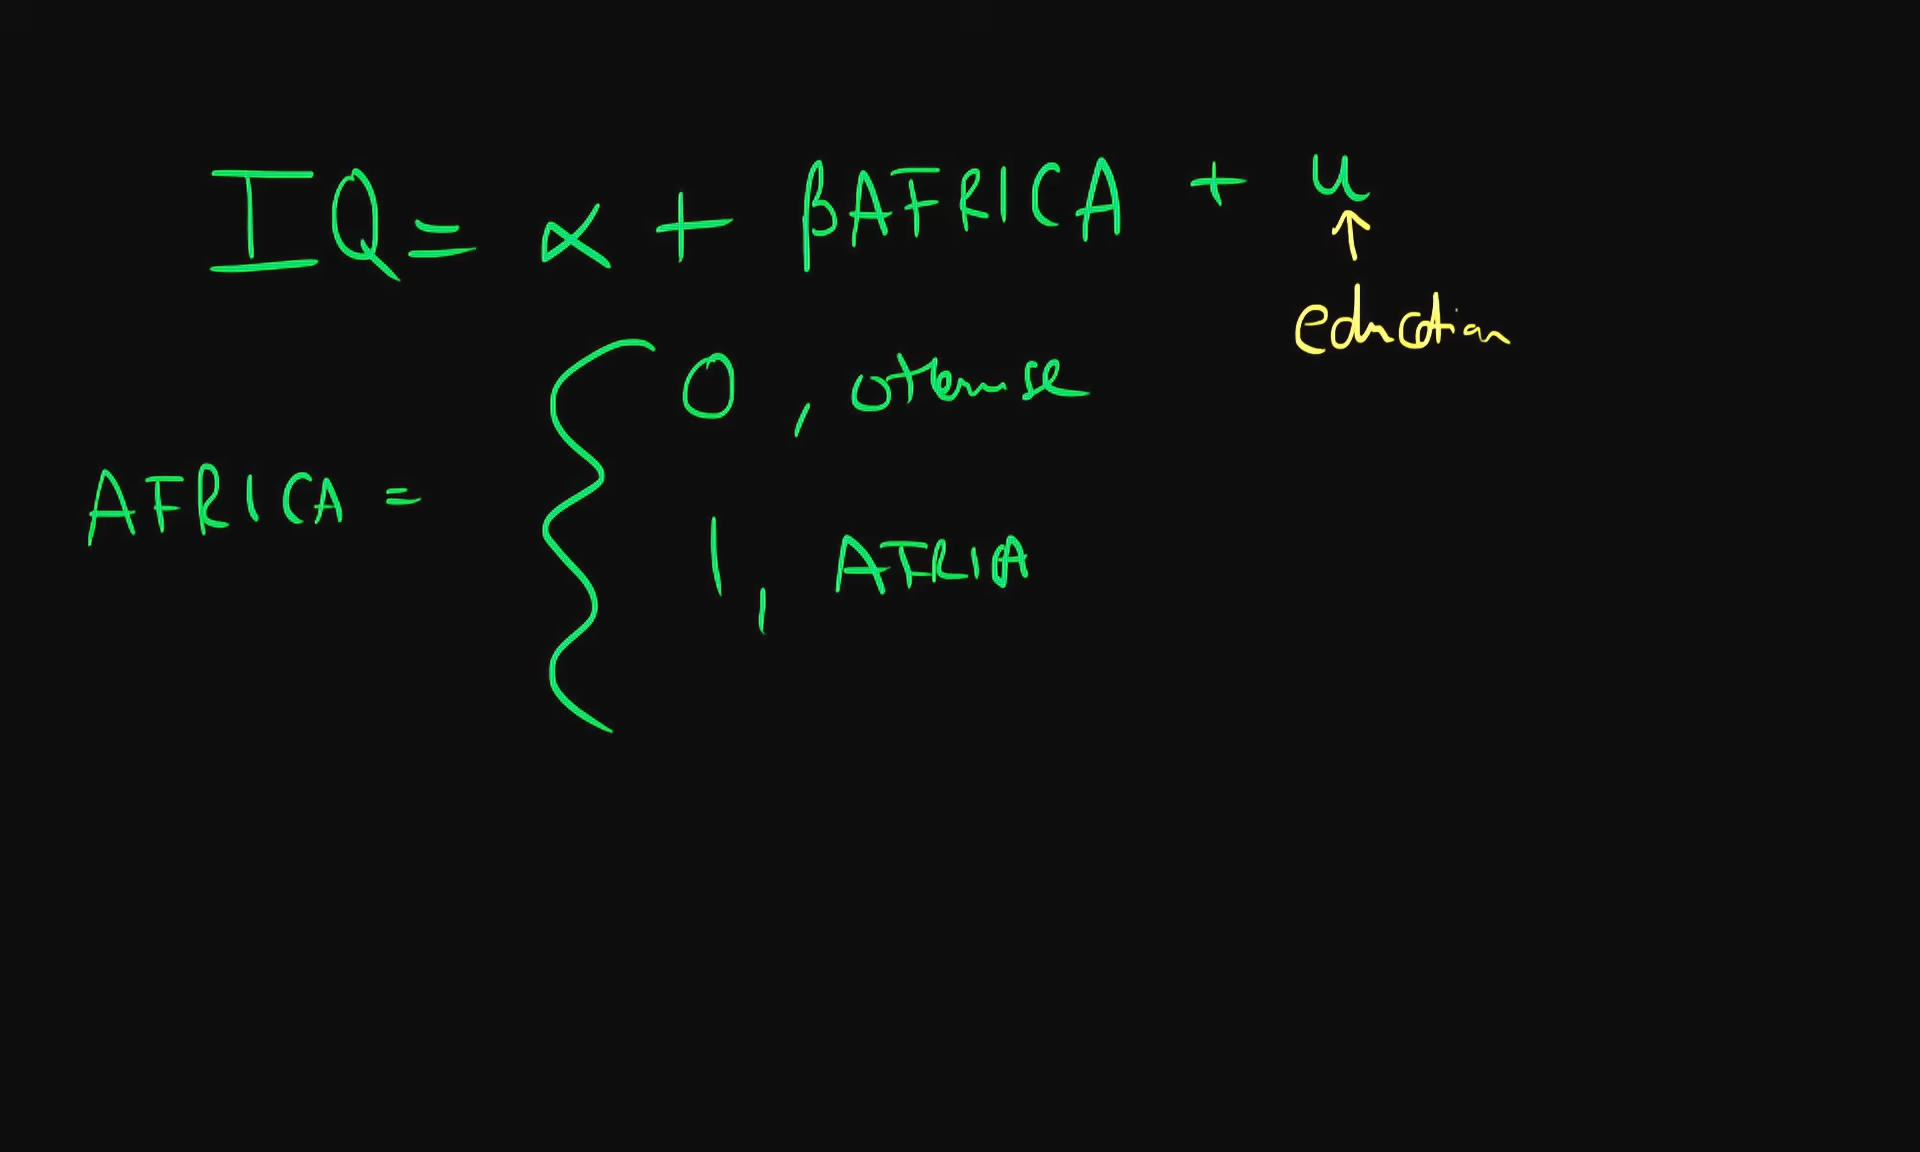 IQ = α + βAFRICA + u
↑
education
AFRICA = { 0, otherwise
1, AFRICA